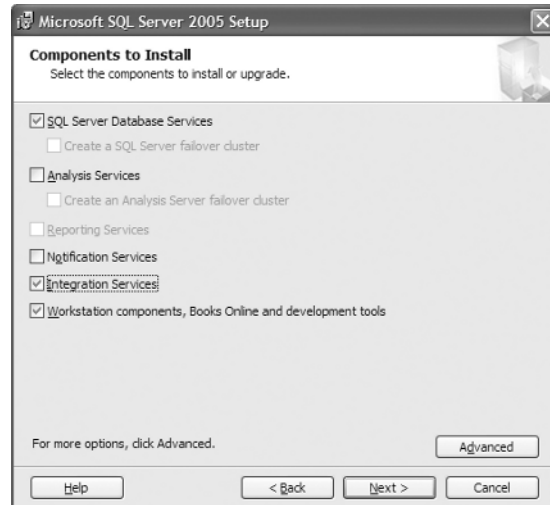 Microsoft SQL Server 2005 Setup
Components to Install
Select the components to install or upgrade.
SQL Server Database Services
Create a SQL Server failover cluster
Analysis Services
Create an Analysis Server failover cluster
Reporting Services
Notification Services
Integration Services
Workstation components, Books Online and development tools
For more options, click Advanced.
Advanced
Help
< Back
Next >
Cancel